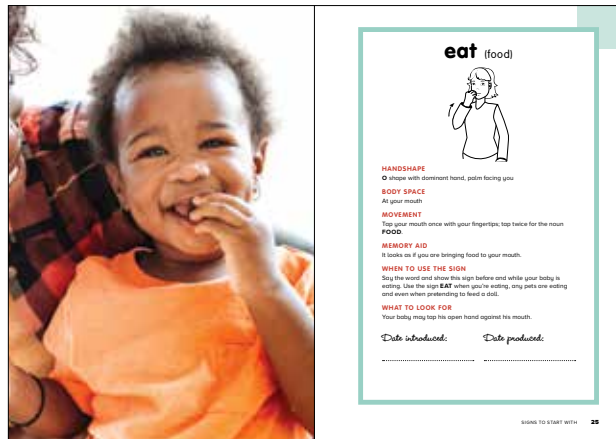 eat (food)
HANDSHAPE
O shape with dominant hand, palm facing you
BODY SPACE
At your mouth
MOVEMENT
Tap your mouth once with your fingertips; tap twice for the noun
FOOD.
MEMORY AID
It looks as if you are bringing food to your mouth.
WHEN TO USE THE SIGN
Say the word and show this sign before and while your baby is
eating. Use the sign EAT when you're eating, any pets are eating
and even when pretending to feed a doll.
WHAT TO LOOK FOR
Your baby may tap his open hand against his mouth.
Date introduced: Date produced:
SIGNS TO START WITH 25